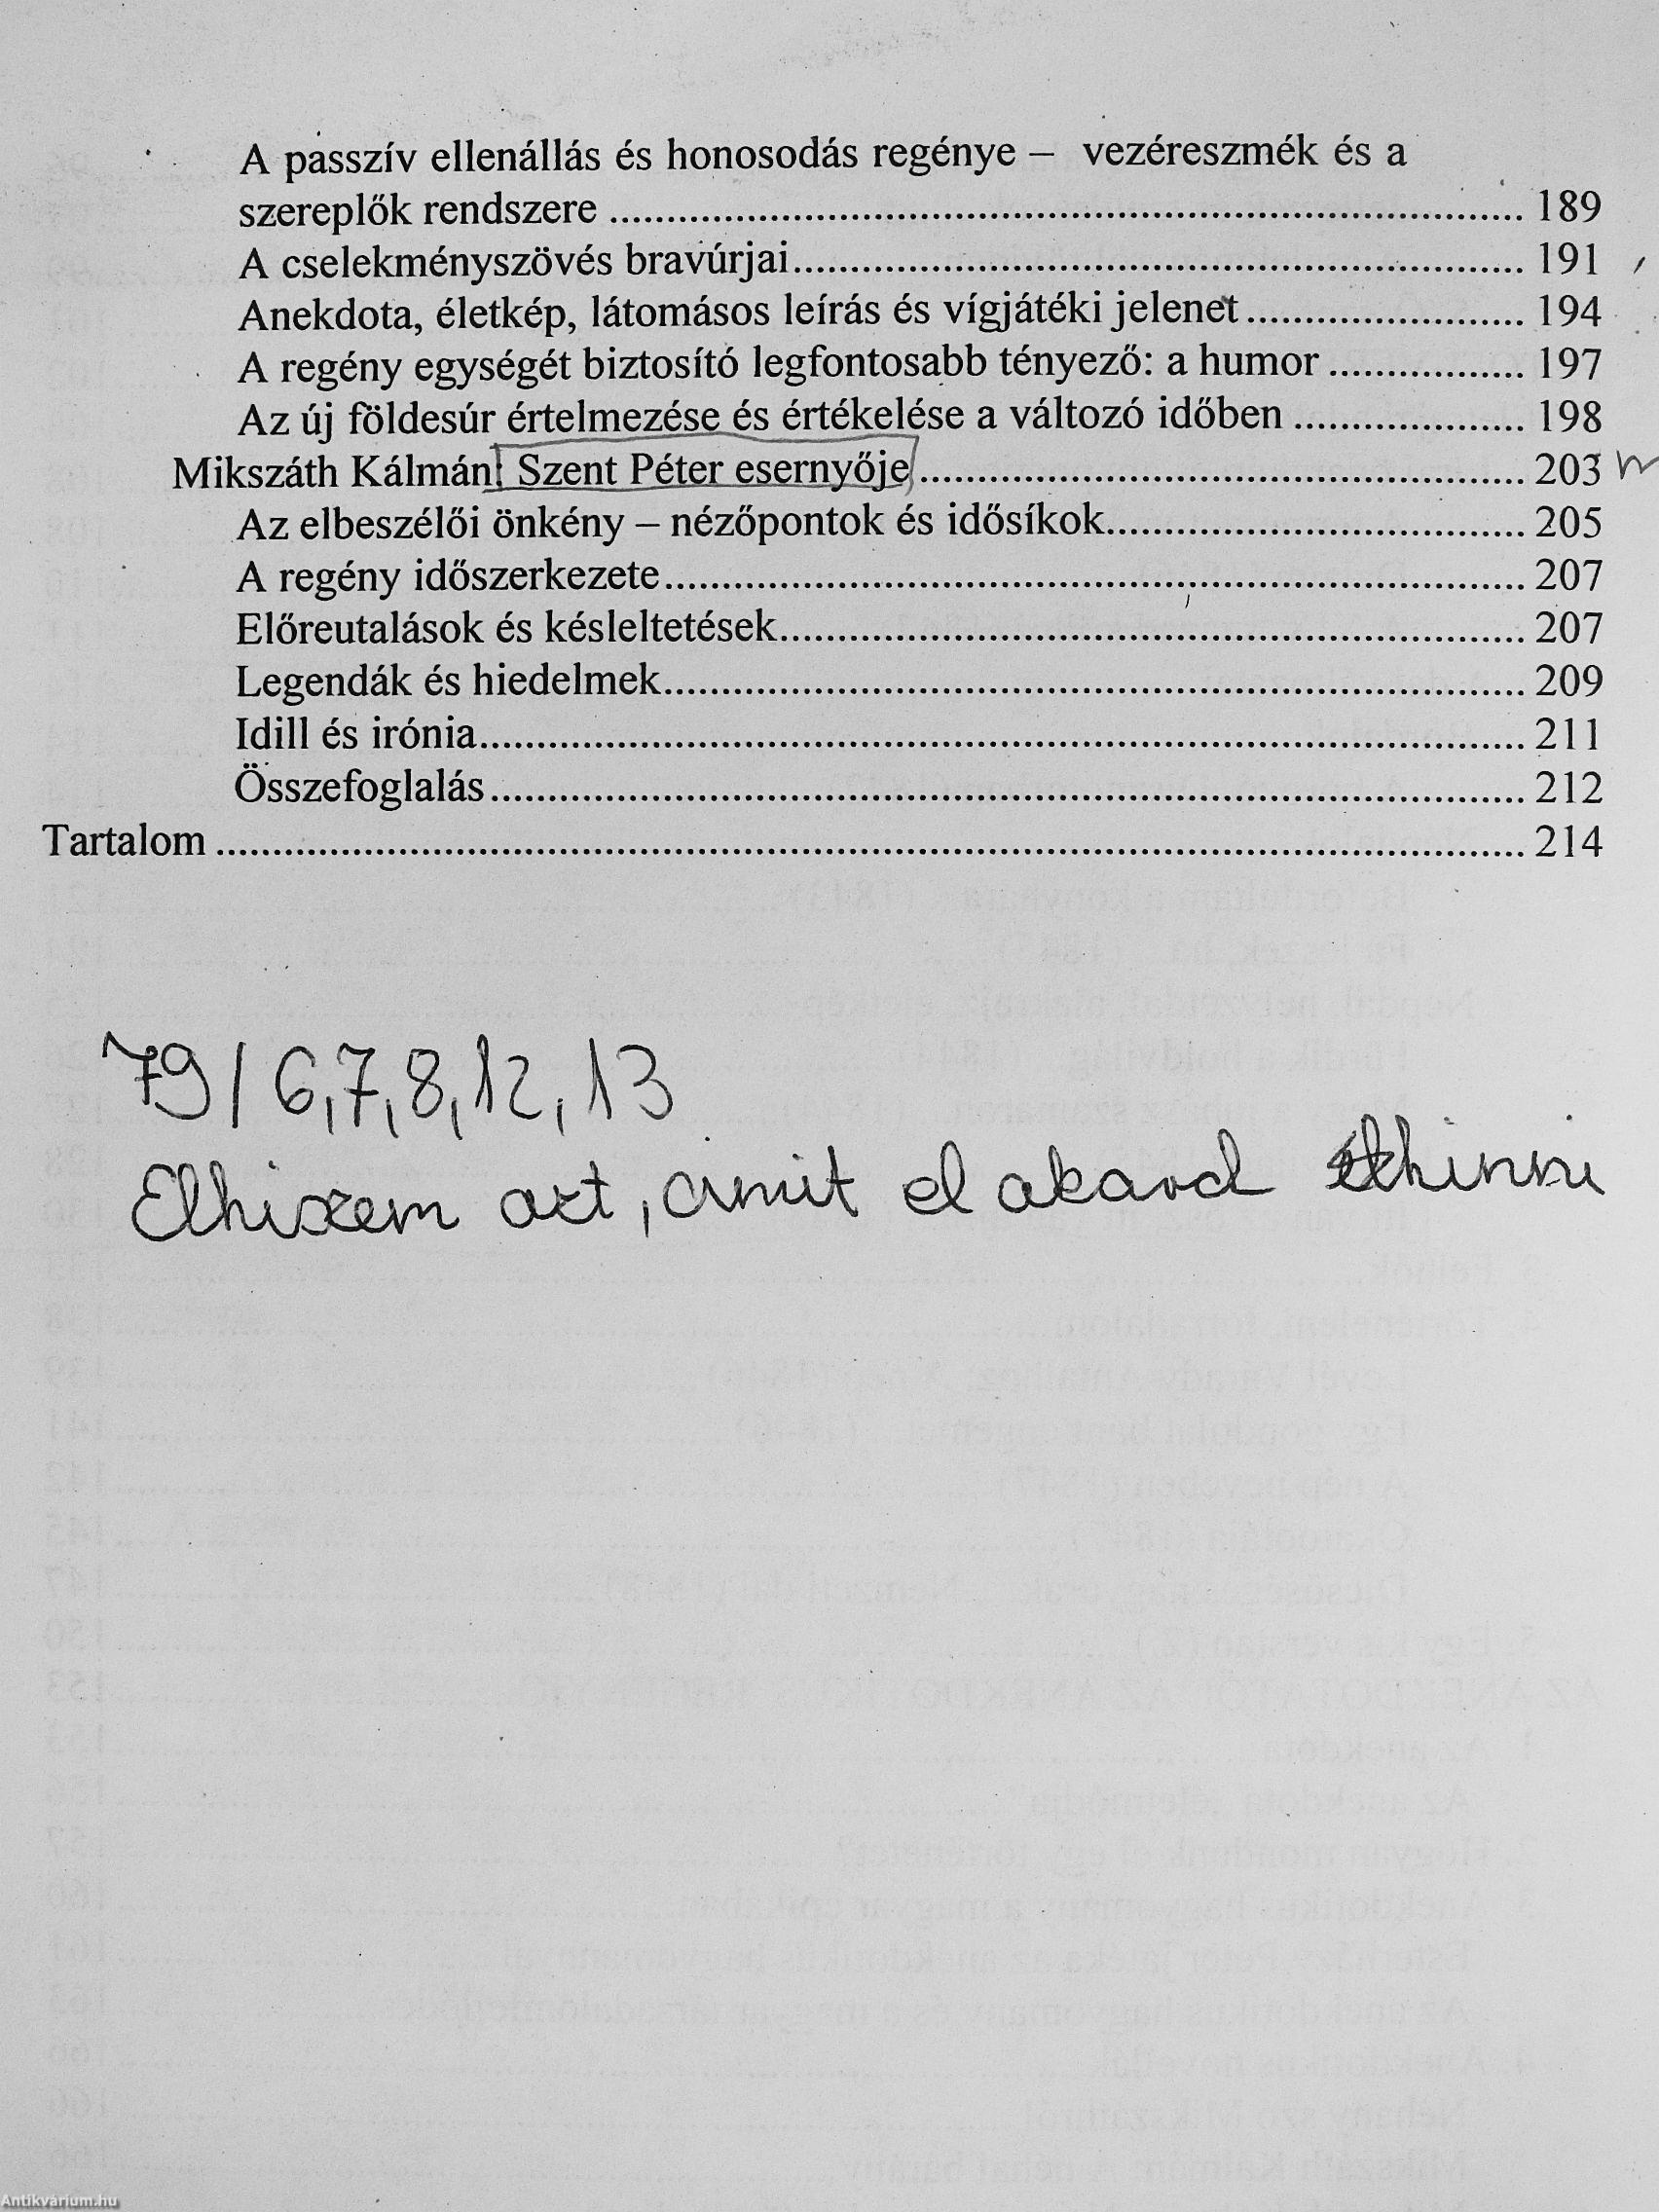 A passzív ellenállás és honosodás regénye – vezéreszmék és a
szereplők rendszere ........ 189
A cselekményszövés bravúrjai ........ 191
Anekdota, életkép, látomásos leírás és vígjátéki jelenet ........ 194
A regény egységét biztosító legfontosabb tényező: a humor ........ 197
Az új földesúr értelmezése és értékelése a változó időben ........ 198
Mikszáth Kálmán: Szent Péter esernyője ........ 203
Az elbeszélői önkény – nézőpontok és idősíkok ........ 205
A regény időszerkezete ........ 207
Előreutalások és késleltetések ........ 207
Legendák és hiedelmek ........ 209
Idill és irónia ........ 211
Összefoglalás ........ 212
Tartalom ........ 214
79/6,7,8,12,13
Elhiszem azt, amit el akarod hinni
Antikvarium.hu